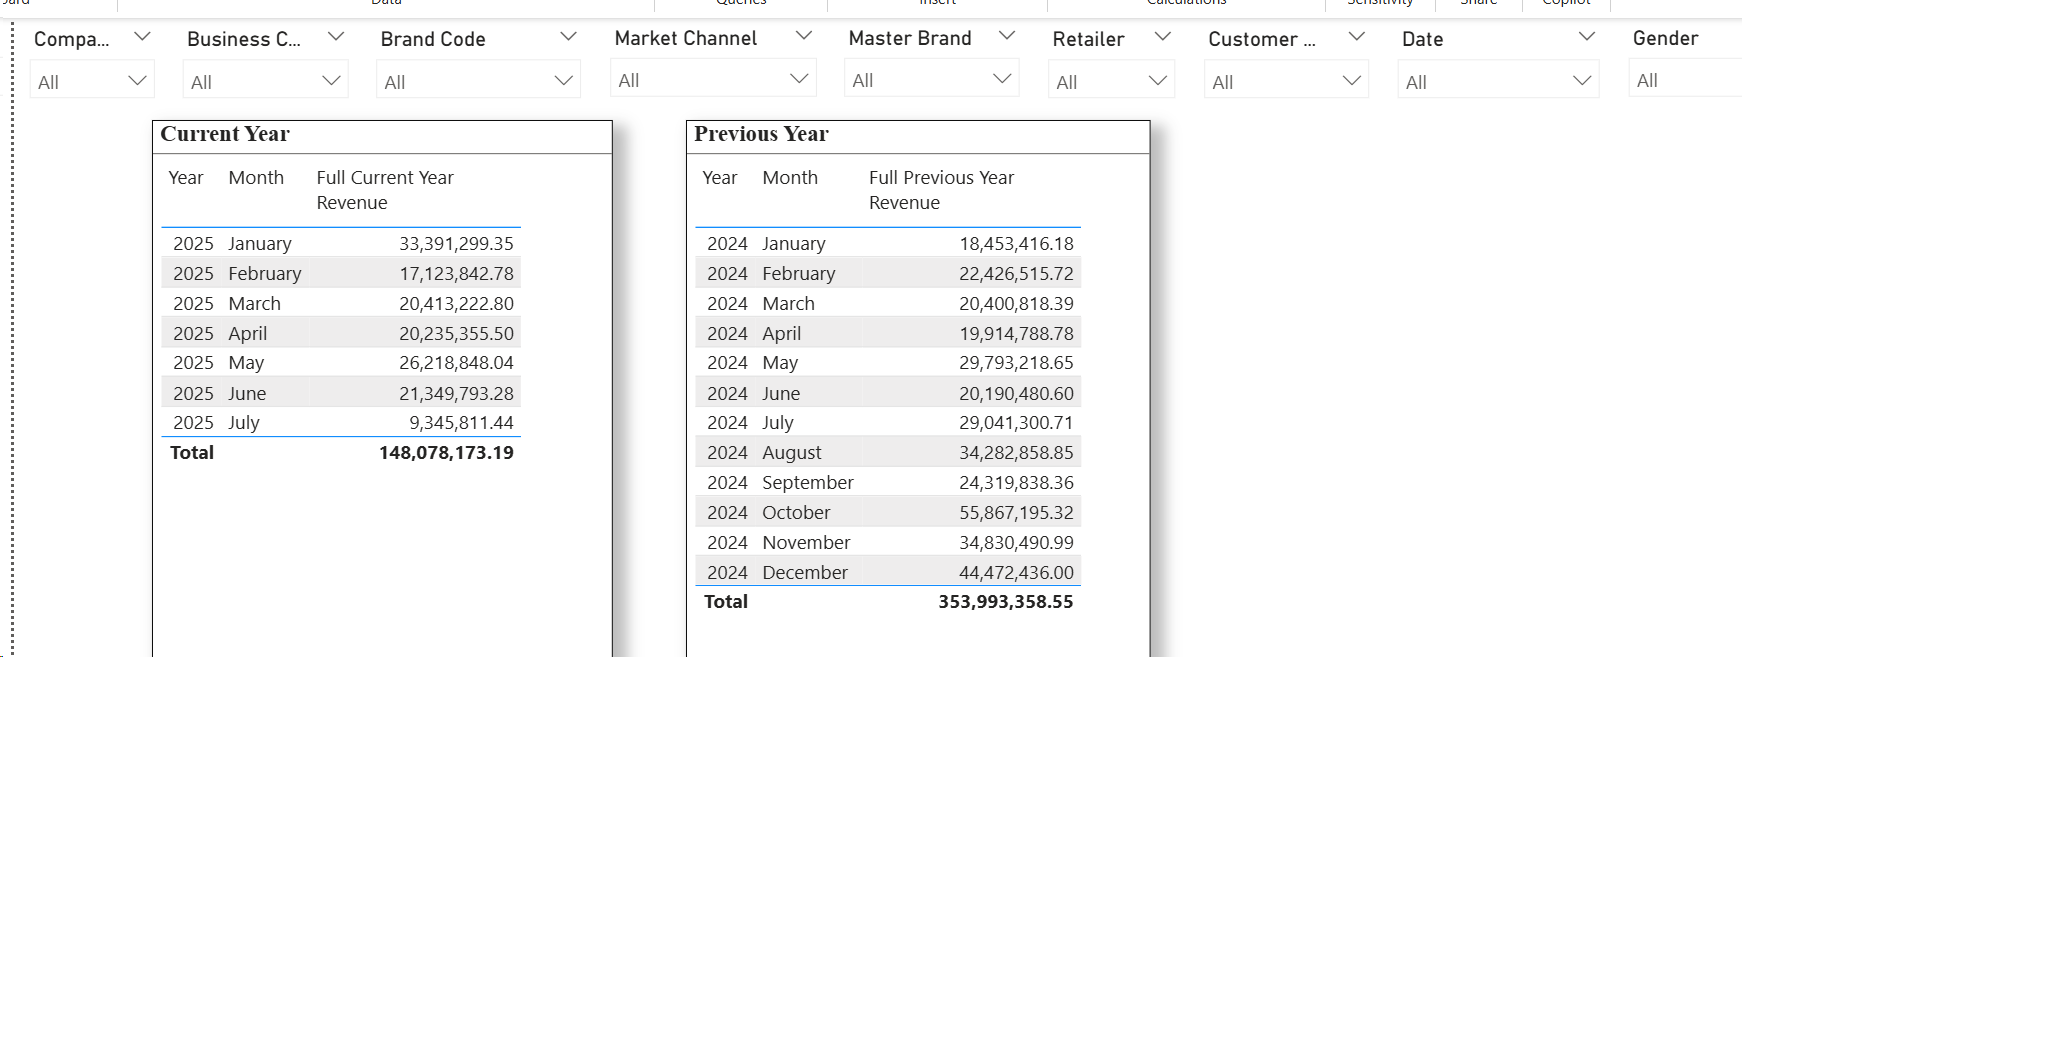 Data Queries Insert Calculations Sensitivity Share Copilot
Compa... Business C... Brand Code Market Channel Master Brand Retailer Customer ... Date Gender
All All All All All All All All All
Current Year
Year Month Full Current Year
Revenue
2025 January 33,391,299.35
2025 February 17,123,842.78
2025 March 20,413,222.80
2025 April 20,235,355.50
2025 May 26,218,848.04
2025 June 21,349,793.28
2025 July 9,345,811.44
Total 148,078,173.19
Previous Year
Year Month Full Previous Year
Revenue
2024 January 18,453,416.18
2024 February 22,426,515.72
2024 March 20,400,818.39
2024 April 19,914,788.78
2024 May 29,793,218.65
2024 June 20,190,480.60
2024 July 29,041,300.71
2024 August 34,282,858.85
2024 September 24,319,838.36
2024 October 55,867,195.32
2024 November 34,830,490.99
2024 December 44,472,436.00
Total 353,993,358.55